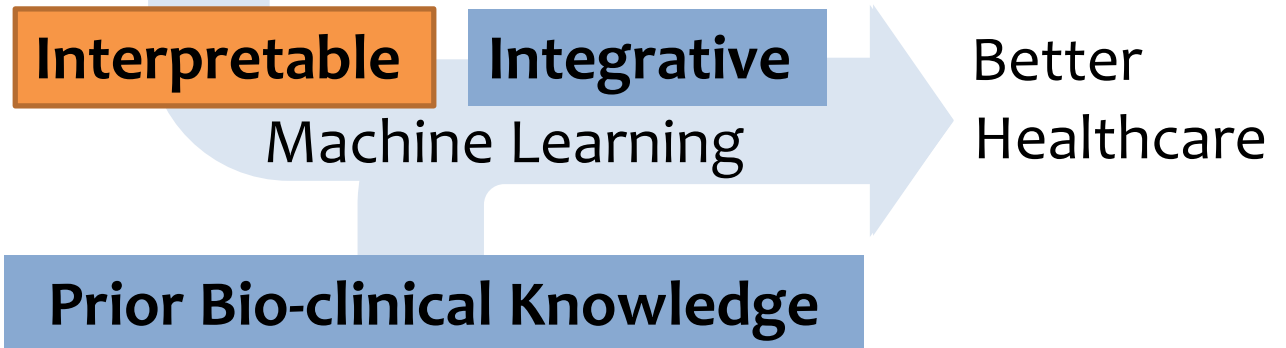 Interpretable Integrative
Machine Learning
Better
Healthcare
Prior Bio-clinical Knowledge